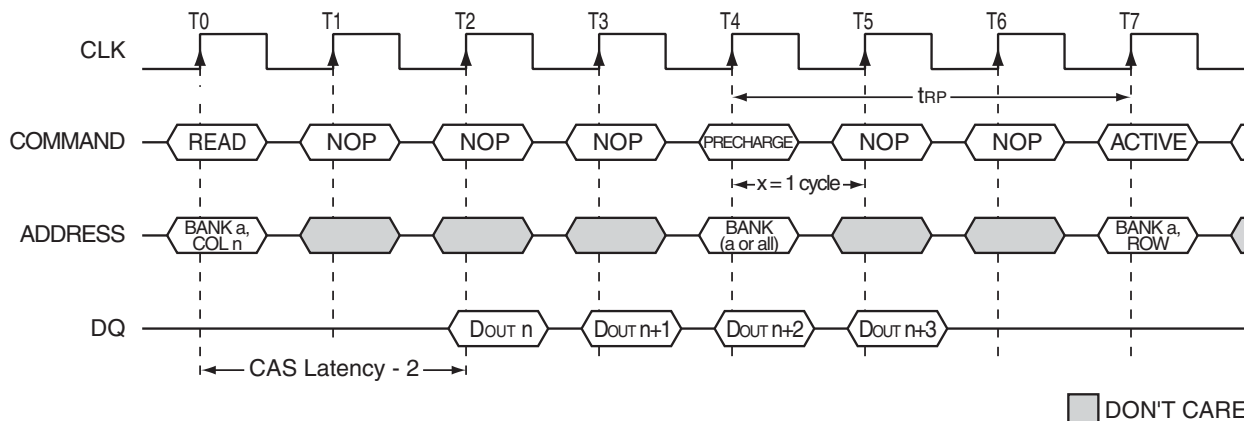 T0 T1 T2 T3 T4 T5 T6 T7
CLK
tRP
COMMAND READ NOP NOP NOP PRECHARGE NOP NOP ACTIVE
x = 1 cycle
ADDRESS BANK a, COL n BANK (a or all) BANK a, ROW
DQ DOUT n DOUT n+1 DOUT n+2 DOUT n+3
CAS Latency - 2
DON'T CARE